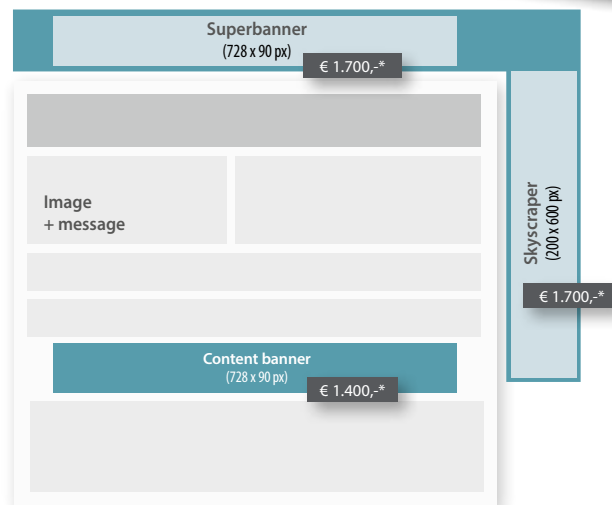 Superbanner
(728 x 90 px)
€ 1.700,-*
Image
+ message
Skyscraper
(200 x 600 px)
€ 1.700,-*
Content banner
(728 x 90 px)
€ 1.400,-*